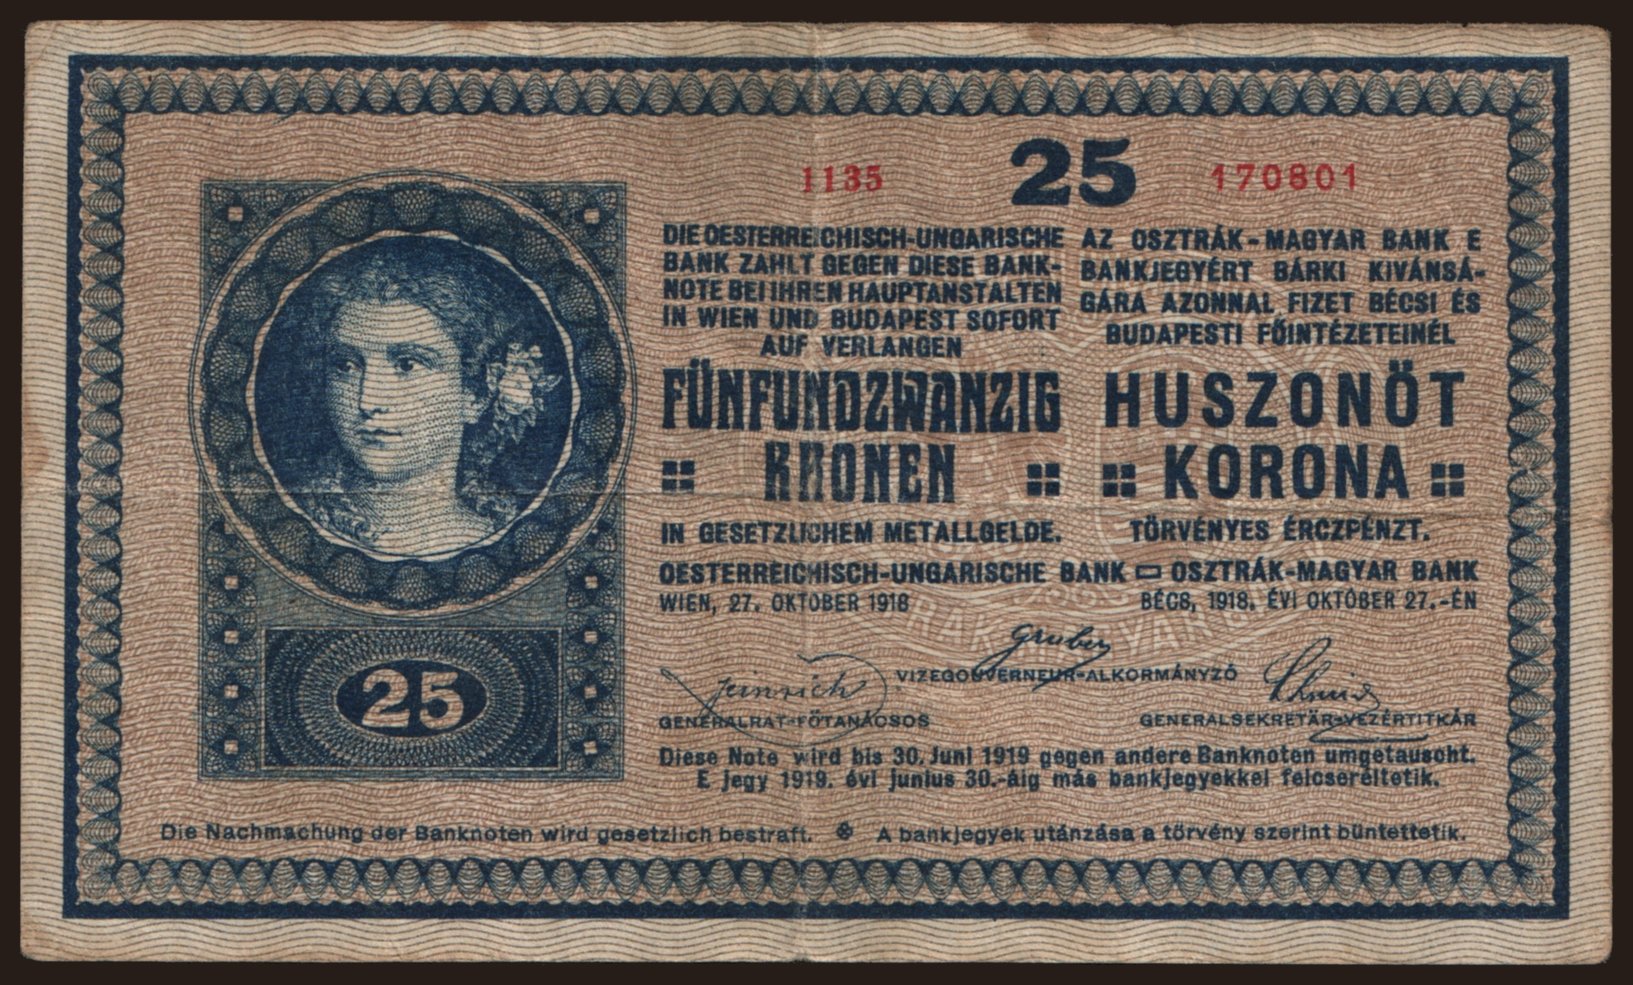 1135 25 170801
DIE OESTERREICHISCH-UNGARISCHE
BANK ZAHLT GEGEN DIESE BANK-
NOTE BEI IHREN HAUPTANSTALTEN
IN WIEN UND BUDAPEST SOFORT
AUF VERLANGEN
FÜNFUNDZWANZIG
KRONEN
IN GESETZLICHEM METALLGELDE.
AZ OSZTRÁK-MAGYAR BANK E
BANKJEGYÉRT BÁRKI KIVÁNSÁ-
GÁRA AZONNAL FIZET BÉCSI ÉS
BUDAPESTI FŐINTÉZETEINÉL
HUSZONÖT
KORONA
TÖRVÉNYES ÉRCZPÉNZT.
OESTERREICHISCH-UNGARISCHE BANK OSZTRÁK-MAGYAR BANK
WIEN, 27. OKTOBER 1918 BÉCS, 1918. ÉVI OKTÓBER 27.-ÉN
Gruber
VIZEGOUVERNEUR-ALKORMÁNYZÓ
GENERALRAT-FŐTANÁCSOS GENERALSEKRETÄR-VEZÉRTITKÁR
Diese Note wird bis 30. Juni 1919 gegen andere Banknoten umgetauscht.
E jegy 1919. évi junius 30.-áig más bankjegyekkel felcseréltetik.
25
Die Nachmachung der Banknoten wird gesetzlich bestraft. A bankjegyek utánzása a törvény szerint büntettetik.